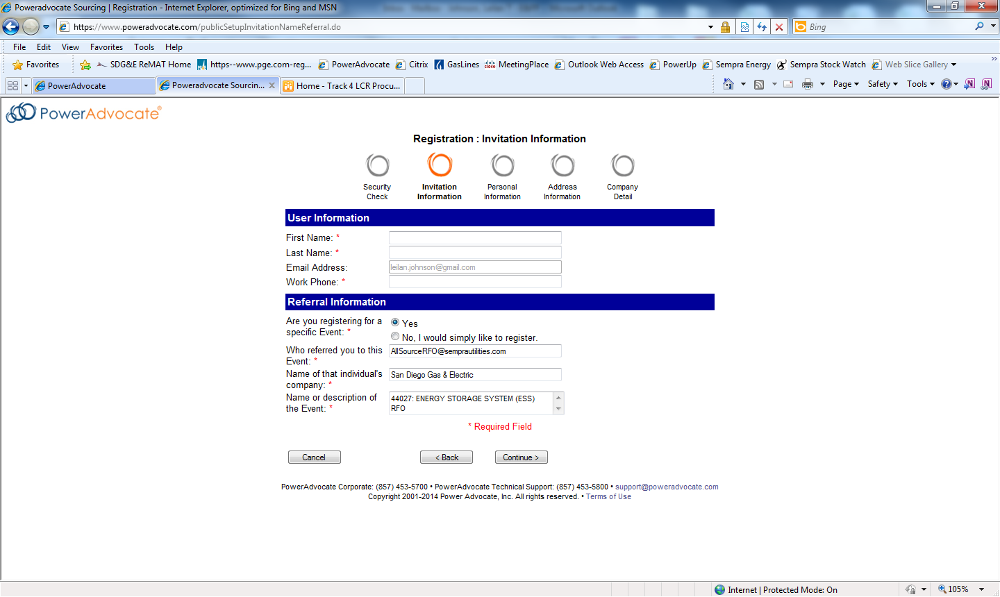 Poweradvocate Sourcing | Registration - Internet Explorer, optimized for Bing and MSN
https://www.poweradvocate.com/publicSetupInvitationNameReferral.do
Bing
File Edit View Favorites Tools Help
Favorites SDG&E ReMAT Home https--www.pge.com-reg... PowerAdvocate Citrix GasLines MeetingPlace Outlook Web Access PowerUp Sempra Energy Sempra Stock Watch Web Slice Gallery
PowerAdvocate Poweradvocate Sourcin... Home - Track 4 LCR Procu... Page Safety Tools
PowerAdvocate®
Registration : Invitation Information
Security Check
Invitation Information
Personal Information
Address Information
Company Detail
User Information
First Name: *
Last Name: *
Email Address: leilan.johnson@gmail.com
Work Phone: *
Referral Information
Are you registering for a
specific Event: *
Yes
No, I would simply like to register.
Who referred you to this
Event: *
AllSourceRFO@semprautilities.com
Name of that individual's
company: *
San Diego Gas & Electric
Name or description of
the Event: *
44027: ENERGY STORAGE SYSTEM (ESS)
RFO
* Required Field
Cancel < Back Continue >
PowerAdvocate Corporate: (857) 453-5700 • PowerAdvocate Technical Support: (857) 453-5800 • support@poweradvocate.com
Copyright 2001-2014 Power Advocate, Inc. All rights reserved. • Terms of Use
Internet | Protected Mode: On 105%